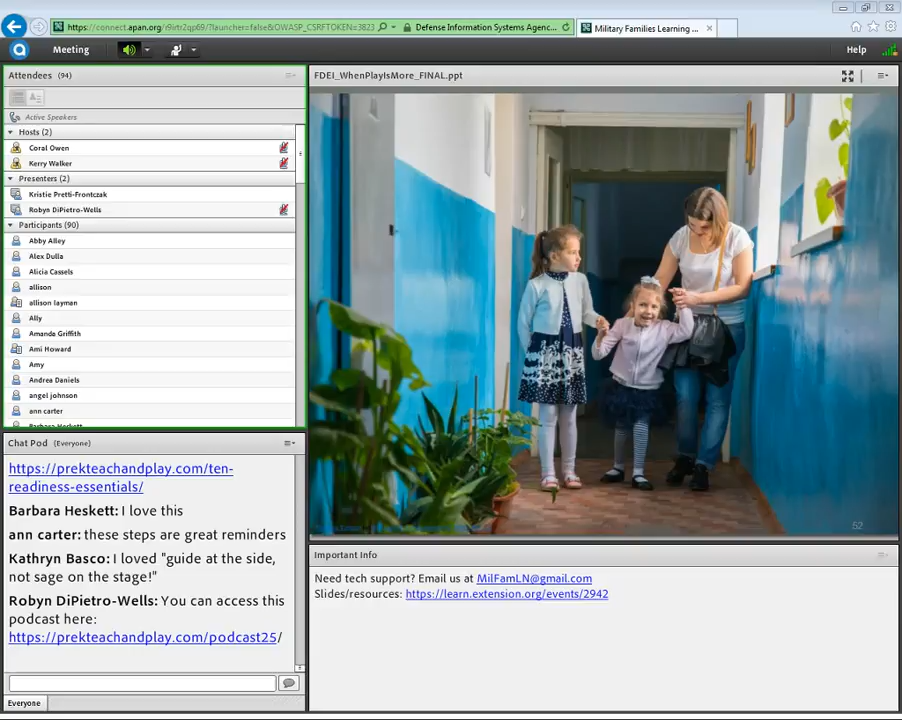 https://connect.apan.org/r9irtr2qp69/?launcher=false&OWASP_CSRFTOKEN=3823
Defense Information Systems Agenc...
Military Families Learning ...
Meeting
Help
Attendees (94)
Active Speakers
Hosts (2)
Coral Owen
Kerry Walker
Presenters (2)
Kristie Pretti-Frontczak
Robyn DiPietro-Wells
Participants (90)
Abby Alley
Alex Dulla
Alicia Cassels
allison
allison layman
Ally
Amanda Griffith
Ami Howard
Amy
Andrea Daniels
angel johnson
ann carter
Barbara Heskett
Chat Pod (Everyone)
https://prekteachandplay.com/ten-
readiness-essentials/
Barbara Heskett: I love this
ann carter: these steps are great reminders
Kathryn Basco: I loved "guide at the side,
not sage on the stage!"
Robyn DiPietro-Wells: You can access this
podcast here:
https://prekteachandplay.com/podcast25/
Everyone
FDEI_WhenPlayIsMore_FINAL.ppt
52
Important Info
Need tech support? Email us at MilFamLN@gmail.com
Slides/resources: https://learn.extension.org/events/2942